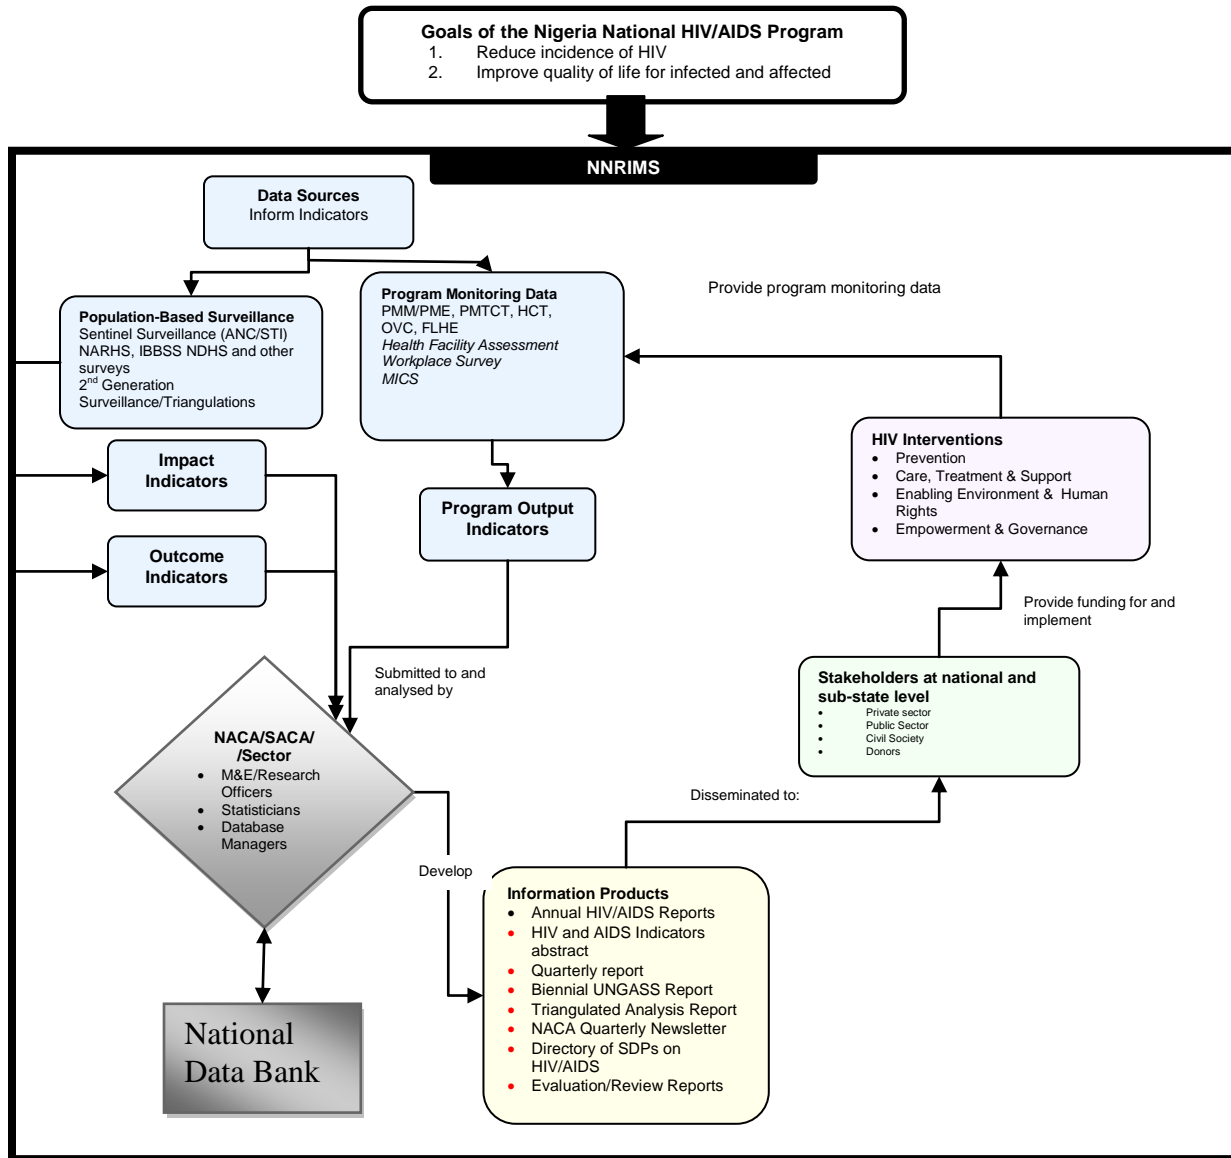 Goals of the Nigeria National HIV/AIDS Program
1. Reduce incidence of HIV
2. Improve quality of life for infected and affected
NNRIMS
Data Sources
Inform Indicators
Population-Based Surveillance
Sentinel Surveillance (ANC/STI)
NARHS, IBBSS NDHS and other
surveys
2nd Generation
Surveillance/Triangulations
Program Monitoring Data
PMM/PME, PMTCT, HCT,
OVC, FLHE
Health Facility Assessment
Workplace Survey
MICS
Provide program monitoring data
Impact
Indicators
Outcome
Indicators
Program Output
Indicators
HIV Interventions
• Prevention
• Care, Treatment & Support
• Enabling Environment & Human
Rights
• Empowerment & Governance
Provide funding for and
implement
Submitted to and
analysed by
Stakeholders at national and
sub-state level
• Private sector
• Public Sector
• Civil Society
• Donors
NACA/SACA/
/Sector
• M&E/Research
Officers
• Statisticians
• Database
Managers
Disseminated to:
Develop
Information Products
• Annual HIV/AIDS Reports
• HIV and AIDS Indicators
abstract
• Quarterly report
• Biennial UNGASS Report
• Triangulated Analysis Report
• NACA Quarterly Newsletter
• Directory of SDPs on
HIV/AIDS
• Evaluation/Review Reports
National
Data Bank